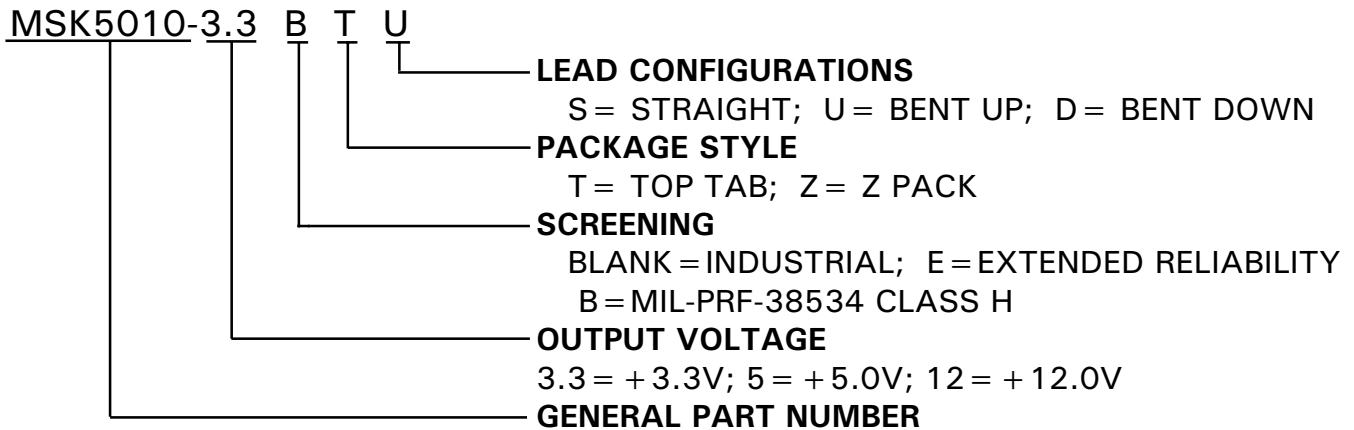 MSK5010-3.3 B T U
LEAD CONFIGURATIONS
S= STRAIGHT; U= BENT UP; D= BENT DOWN
PACKAGE STYLE
T= TOP TAB; Z= Z PACK
SCREENING
BLANK=INDUSTRIAL; E=EXTENDED RELIABILITY
B=MIL-PRF-38534 CLASS H
OUTPUT VOLTAGE
3.3=+3.3V; 5=+5.0V; 12=+12.0V
GENERAL PART NUMBER